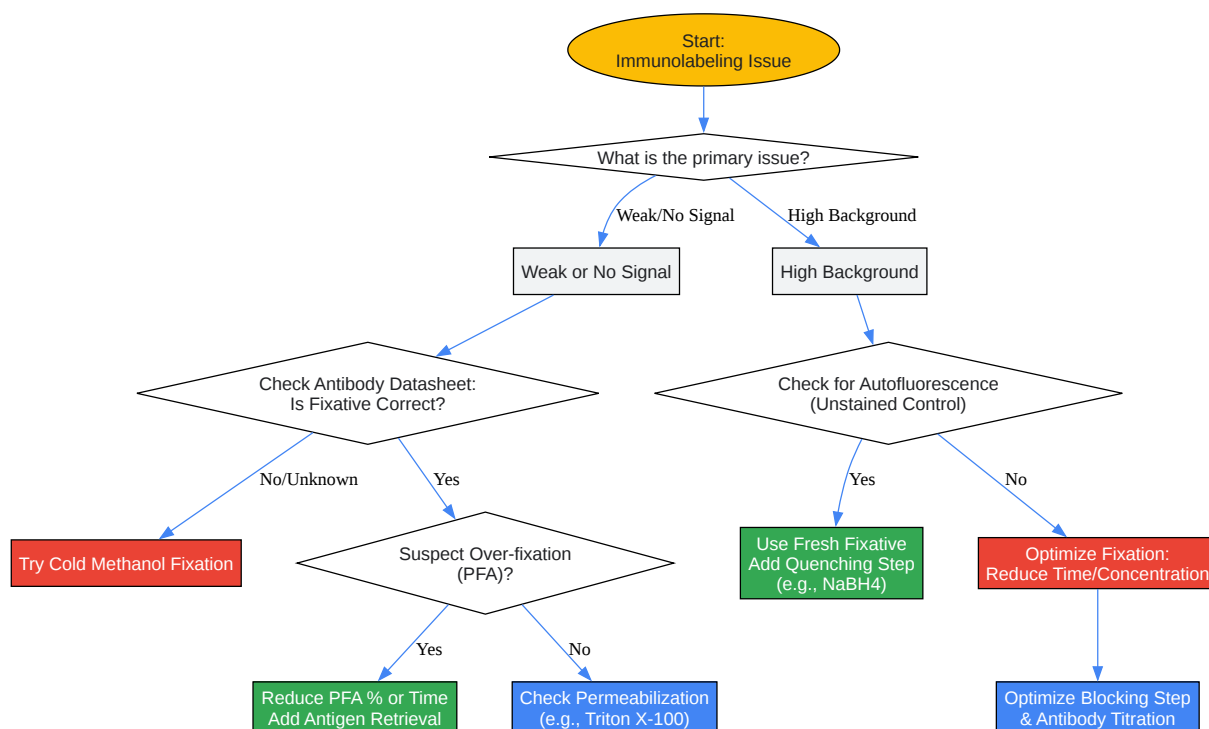 Start:
Immunolabeling Issue
What is the primary issue?
Weak/No Signal
High Background
Weak or No Signal
High Background
Check Antibody Datasheet:
Is Fixative Correct?
Check for Autofluorescence
(Unstained Control)
No/Unknown
Yes
Yes
No
Try Cold Methanol Fixation
Suspect Over-fixation
(PFA)?
Use Fresh Fixative
Add Quenching Step
(e.g., NaBH4)
Optimize Fixation:
Reduce Time/Concentration
Yes
No
Reduce PFA % or Time
Add Antigen Retrieval
Check Permeabilization
(e.g., Triton X-100)
Optimize Blocking Step
& Antibody Titration